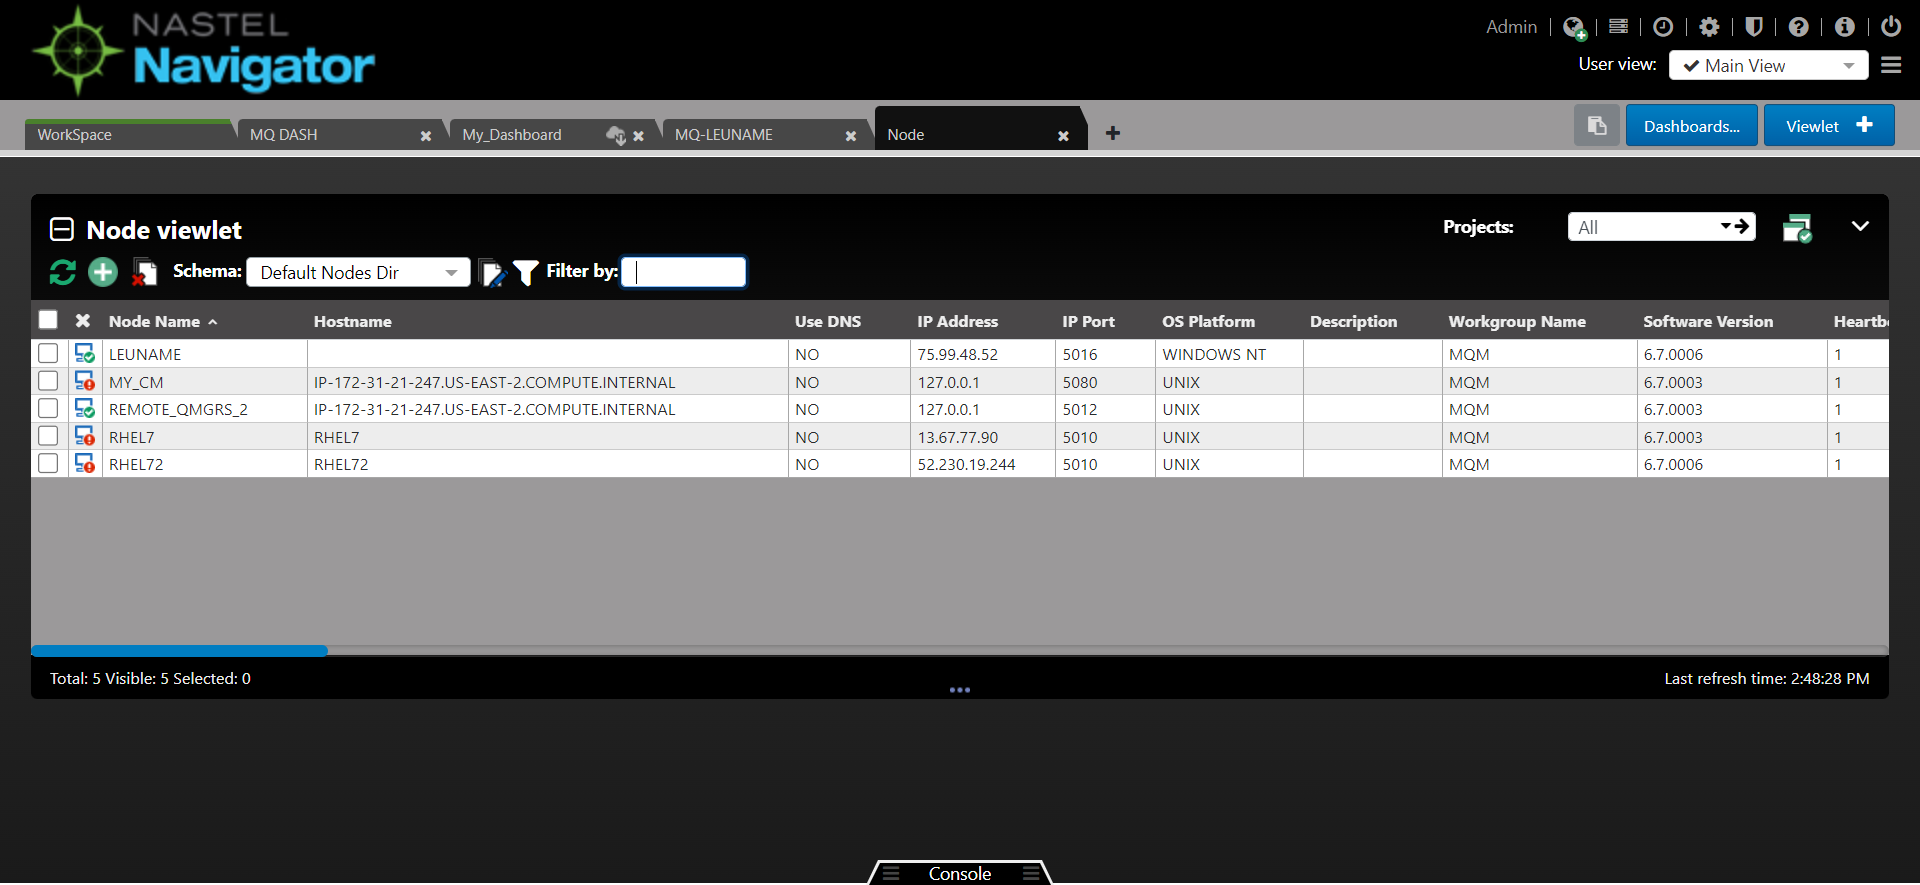 NASTEL
Navigator
Admin
User view: Main View
WorkSpace MQ DASH My_Dashboard MQ-LEUNAME Node
Dashboards... Viewlet
Node viewlet
Projects: All
Schema: Default Nodes Dir Filter by:
Node Name Hostname Use DNS IP Address IP Port OS Platform Description Workgroup Name Software Version Heartbe
LEUNAME NO 75.99.48.52 5016 WINDOWS NT MQM 6.7.0006 1
MY_CM IP-172-31-21-247.US-EAST-2.COMPUTE.INTERNAL NO 127.0.0.1 5080 UNIX MQM 6.7.0003 1
REMOTE_QMGRS_2 IP-172-31-21-247.US-EAST-2.COMPUTE.INTERNAL NO 127.0.0.1 5012 UNIX MQM 6.7.0003 1
RHEL7 RHEL7 NO 13.67.77.90 5010 UNIX MQM 6.7.0003 1
RHEL72 RHEL72 NO 52.230.19.244 5010 UNIX MQM 6.7.0006 1
Total: 5 Visible: 5 Selected: 0
Last refresh time: 2:48:28 PM
Console